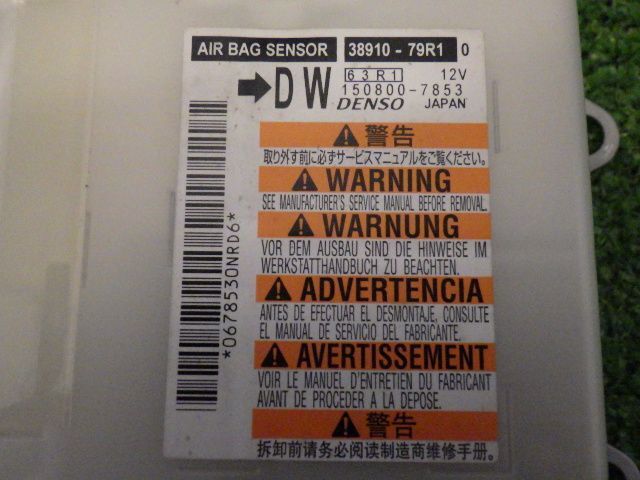 AIR BAG SENSOR 38910 - 79R1 0
➡DW 63R1 12V
150800-7853
DENSO JAPAN
⚠警告
取り外す前に必ずサービスマニュアルをご覧ください。
⚠WARNING
SEE MANUFACTURER'S SERVICE MANUAL BEFORE REMOVAL.
⚠WARNUNG
VOR DEM AUSBAU SIND DIE HINWEISE IM
WERKSTATTHANDBUCH ZU BEACHTEN.
⚠ADVERTENCIA
ANTES DE EFECTUAR EL DESMONTAJE, CONSULTE
EL MANUAL DE SERVICIO DEL FABRICANTE.
⚠AVERTISSEMENT
VOIR LE MANUEL D'ENTRETIEN DU FABRICANT
AVANT DE PROCEDER A LA DEPOSE.
⚠警告
拆卸前请务必阅读制造商维修手册。
*0678530NRD6*